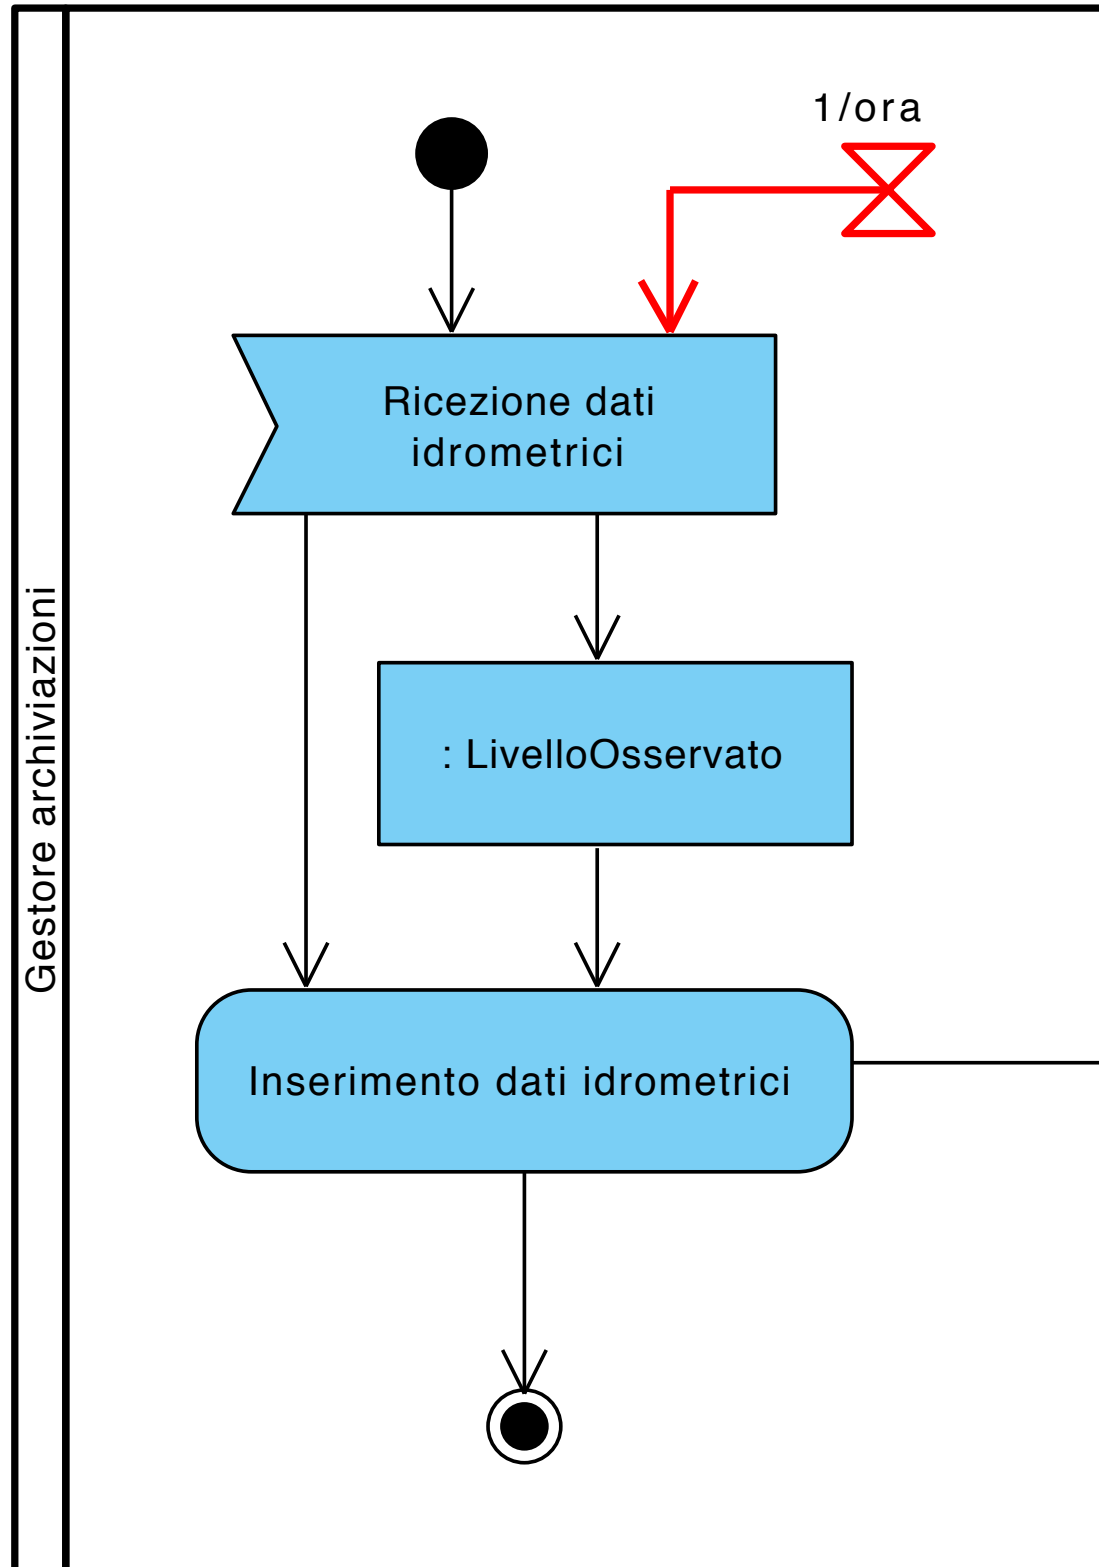 1/ora
Ricezione dati
idrometrici
: LivelloOsservato
Gestore archiviazioni
Inserimento dati idrometrici